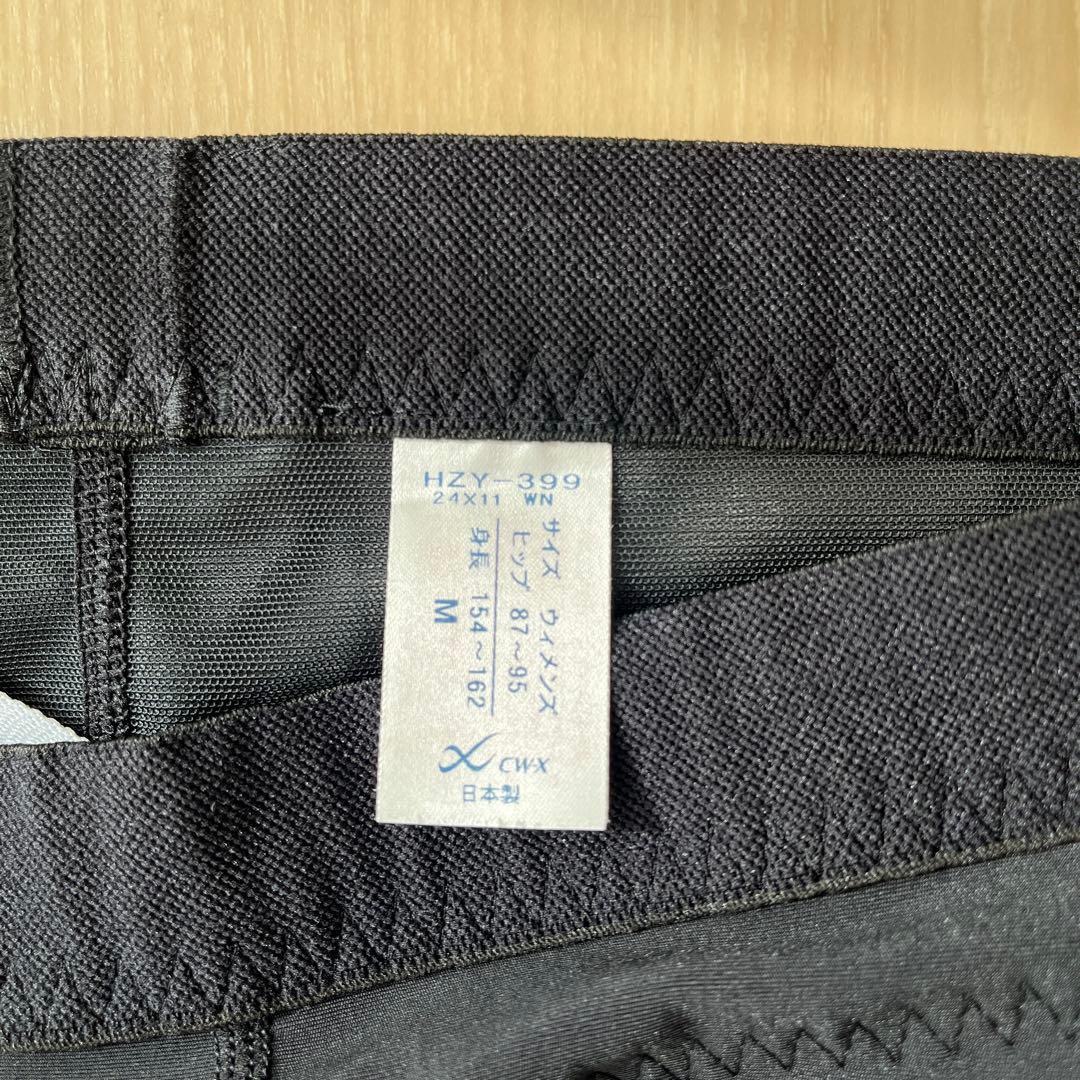 HZY-399
24X11 WN
サイズ ウィメンズ
ヒップ 87～95
身長 154～162
M
CW-X
日本製